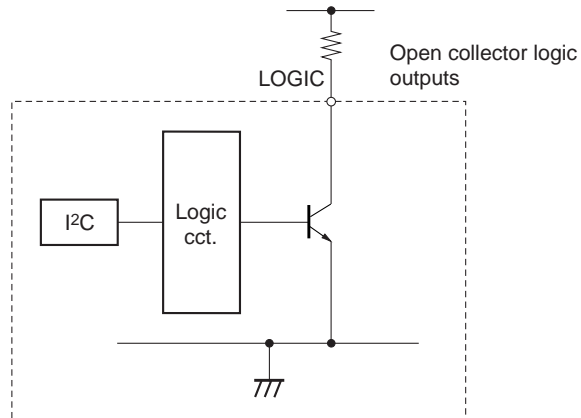 Open collector logic
outputs
LOGIC
I²C
Logic
cct.